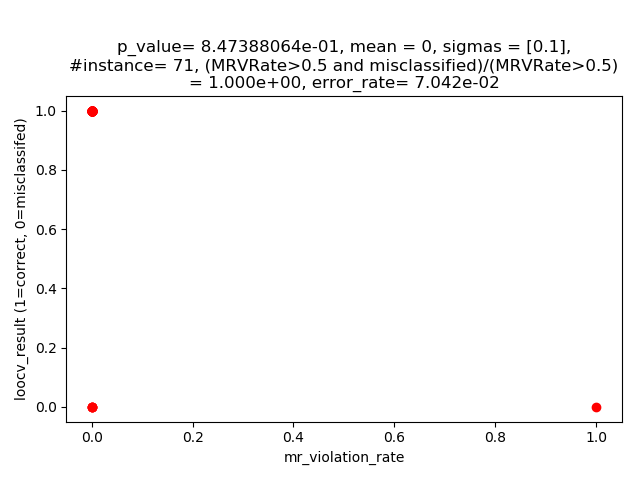 p_value= 8.47388064e-01, mean = 0, sigmas = [0.1],
#instance= 71, (MRVRate>0.5 and misclassified)/(MRVRate>0.5)
= 1.000e+00, error_rate= 7.042e-02
loocv_result (1=correct, 0=misclassifed)
1.0
0.8
0.6
0.4
0.2
0.0
0.0 0.2 0.4 0.6 0.8 1.0
mr_violation_rate